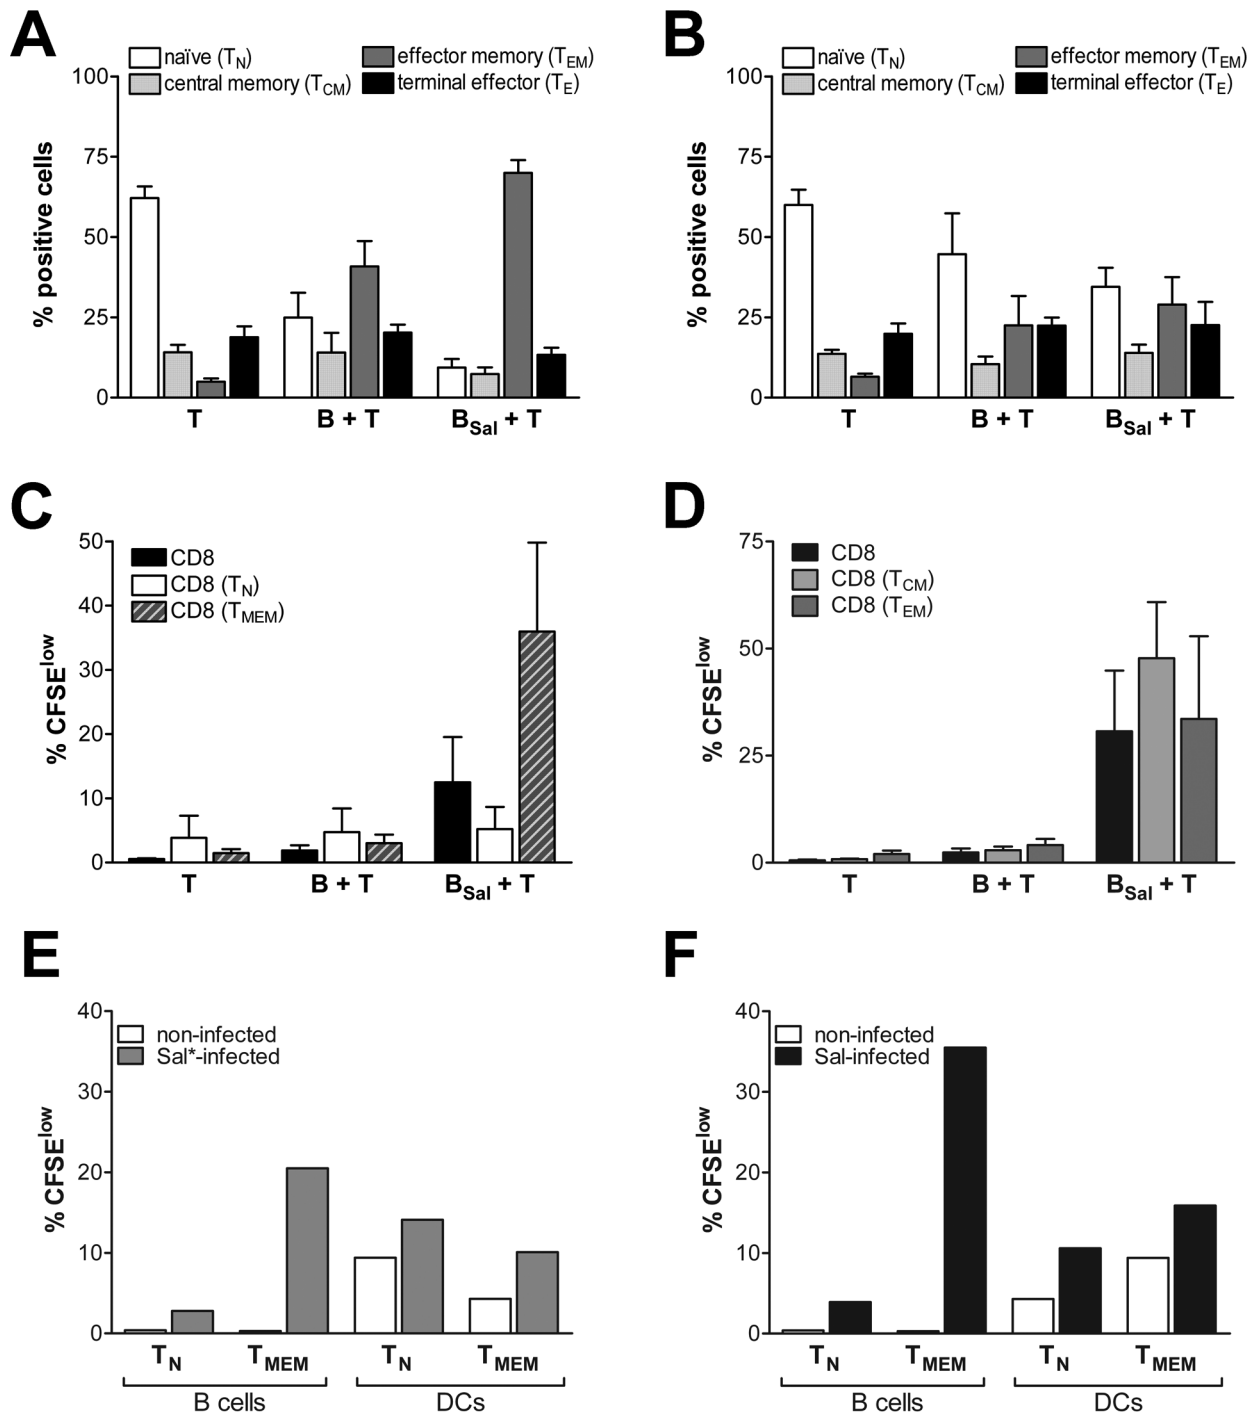 A
naïve (TN)
effector memory (TEM)
central memory (TCM)
terminal effector (TE)
% positive cells
100
75
50
25
0
T
B + T
BSal + T
B
naïve (TN)
effector memory (TEM)
central memory (TCM)
terminal effector (TE)
% positive cells
100
75
50
25
0
T
B + T
BSal + T
C
CD8
CD8 (TN)
CD8 (TMEM)
% CFSElow
50
40
30
20
10
0
T
B + T
BSal + T
D
CD8
CD8 (TCM)
CD8 (TEM)
% CFSElow
75
50
25
0
T
B + T
BSal + T
E
non-infected
Sal*-infected
% CFSElow
40
30
20
10
0
TN TMEM TN TMEM
B cells DCs
F
non-infected
Sal-infected
% CFSElow
40
30
20
10
0
TN TMEM TN TMEM
B cells DCs